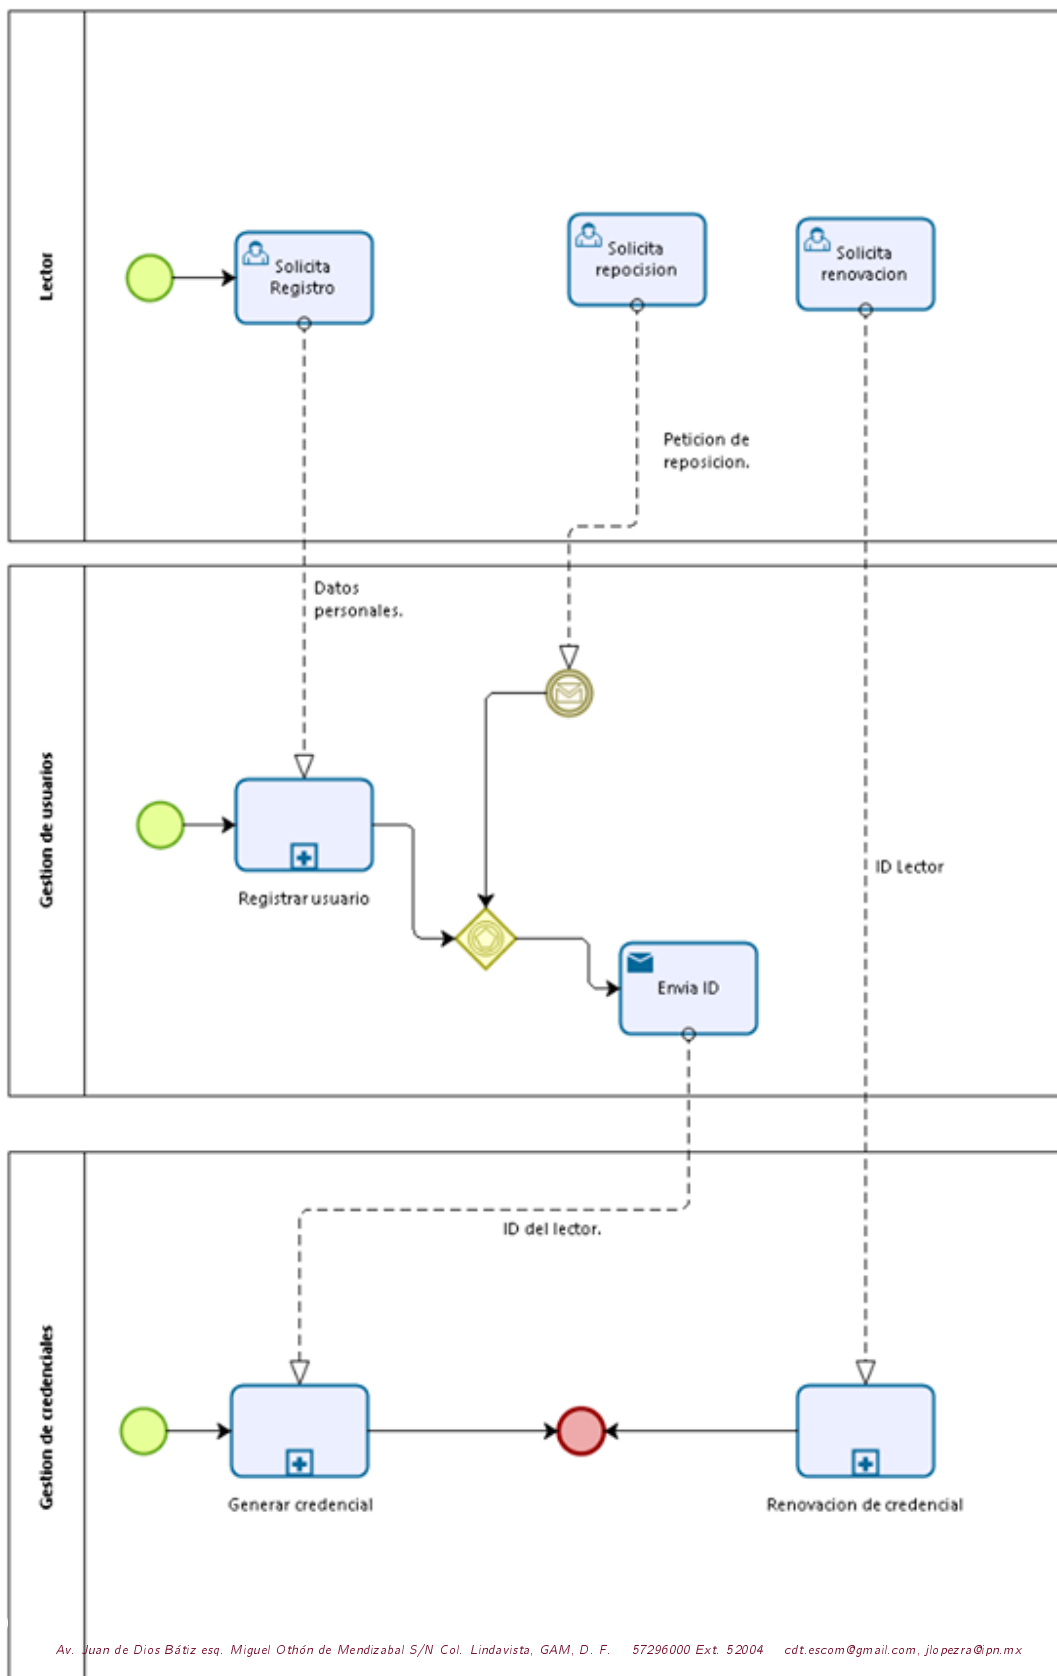 Lector
Solicita
Registro
Solicita
repocision
Solicita
renovacion
Peticion de
reposicion.
Gestion de usuarios
Datos
personales.
Registrar usuario
ID Lector
Envia ID
Gestion de credenciales
ID del lector.
Generar credencial
Renovacion de credencial
Av. Juan de Dios Bátiz esq. Miguel Othón de Mendizabal S/N Col. Lindavista, GAM, D. F. 57296000 Ext. 52004 cdt.escom@gmail.com, jlopezra@ipn.mx